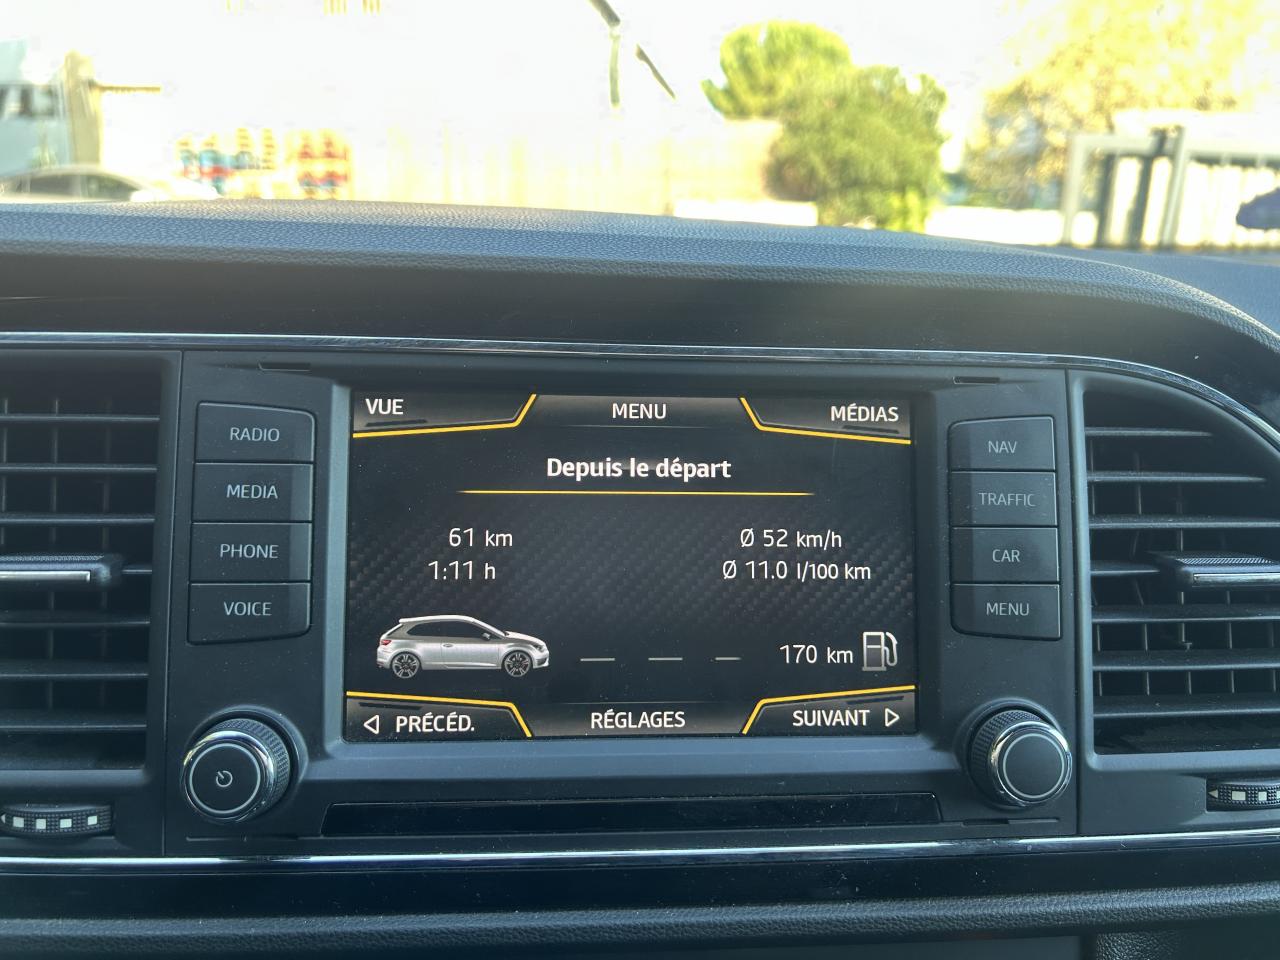 VUE
MENU
MÉDIAS
RADIO
MEDIA
PHONE
VOICE
Depuis le départ
61 km
Ø 52 km/h
1:11 h
Ø 11.0 l/100 km
170 km
PRÉCÉD.
RÉGLAGES
SUIVANT
NAV
TRAFFIC
CAR
MENU